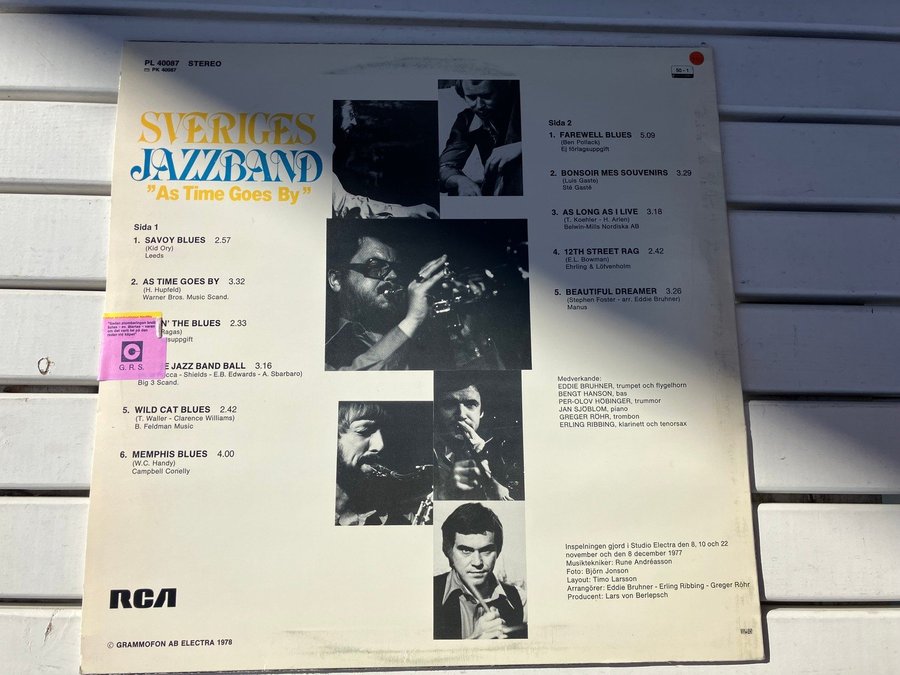 PL 40087 STEREO
PK 40087
50 - 1
SVERIGES
JAZZBAND
"As Time Goes By"
Sida 1
1. SAVOY BLUES 2.57
(Kid Ory)
Leeds
2. AS TIME GOES BY 3.32
(H. Hupfeld)
Warner Bros. Music Scand.
N' THE BLUES 2.33
Ragas)
suppgift
E JAZZ BAND BALL 3.16
cca - Shields - E.B. Edwards - A. Sbarbaro)
Big 3 Scand.
5. WILD CAT BLUES 2.42
(T. Waller - Clarence Williams)
B. Feldman Music
6. MEMPHIS BLUES 4.00
(W.C. Handy)
Campbell Conelly
G. R. S.
Sida 2
1. FAREWELL BLUES 5.09
(Ben Pollack)
Ej förlagsuppgift
2. BONSOIR MES SOUVENIRS 3.29
(Luis Gasté)
Sté Gasté
3. AS LONG AS I LIVE 3.18
(T. Koehler - H. Arlen)
Belwin-Mills Nordiska AB
4. 12TH STREET RAG 2.42
(E.L. Bowman)
Ehrling & Löfvenholm
5. BEAUTIFUL DREAMER 3.26
(Stephen Foster - arr. Eddie Bruhner)
Manus
Medverkande:
EDDIE BRUHNER, trumpet och flygelhorn
BENGT HANSON, bas
PER-OLOV HÖBINGER, trummor
JAN SJÖBLOM, piano
GREGER RÖHR, trombon
ERLING RIBBING, klarinett och tenorsax
Inspelningen gjord i Studio Electra den 8, 10 och 22
november och den 8 december 1977
Musiktekniker: Rune Andréasson
Foto: Björn Jonson
Layout: Timo Larsson
Arrangörer: Eddie Bruhner - Erling Ribbing - Greger Röhr
Producent: Lars von Berlepsch
RCA
© GRAMMOFON AB ELECTRA 1978